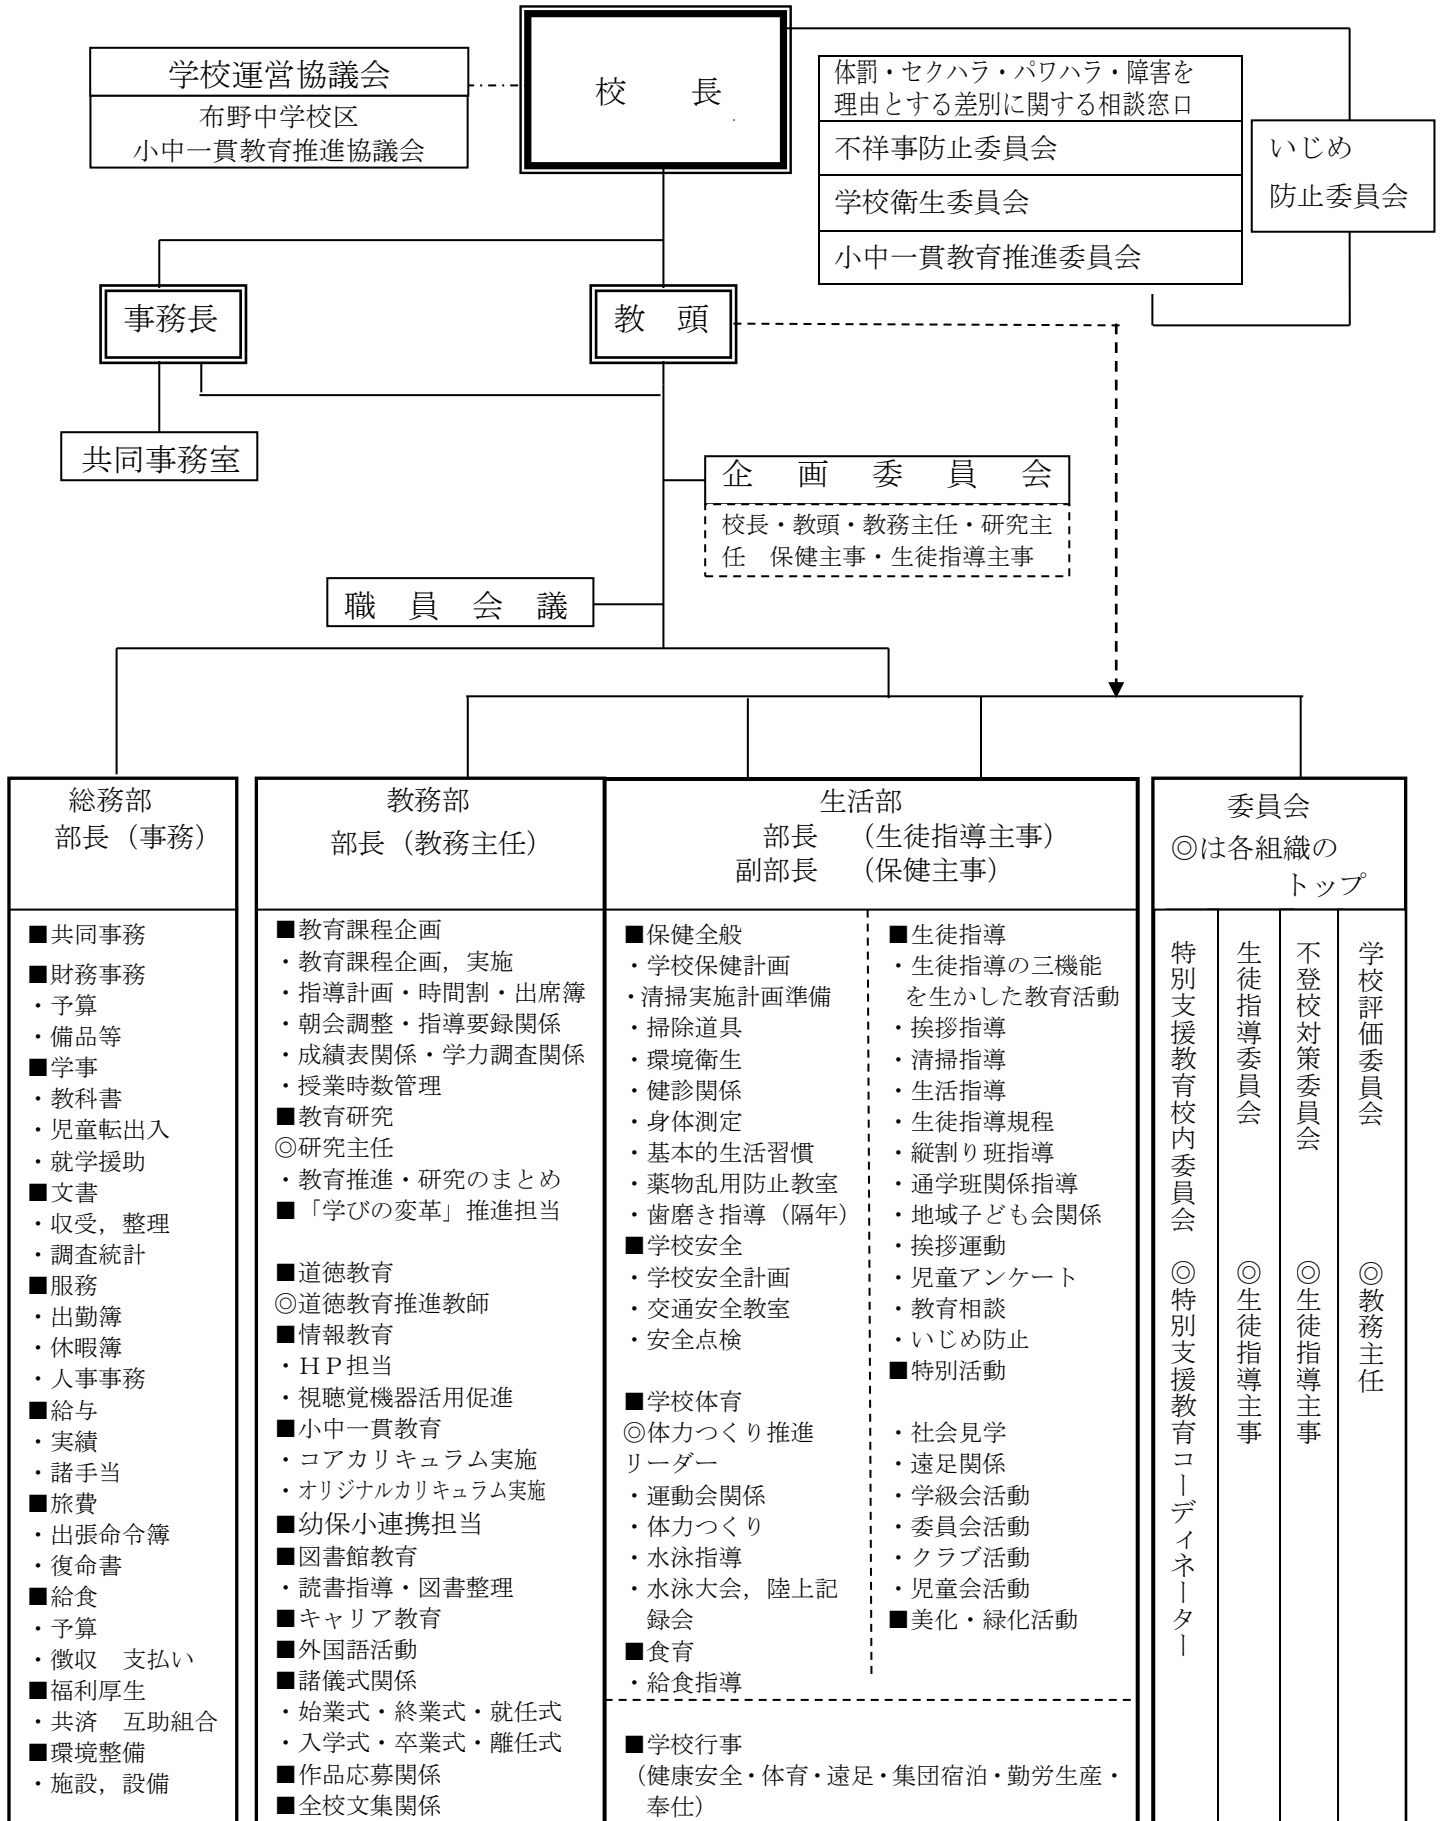 校　長
学校運営協議会
布野中学校区
小中一貫教育推進協議会
体罰・セクハラ・パワハラ・障害を
理由とする差別に関する相談窓口
不祥事防止委員会
学校衛生委員会
小中一貫教育推進委員会
いじめ
防止委員会
事務長
教　頭
共同事務室
企　画　委　員　会
校長・教頭・教務主任・研究主
任　保健主事・生徒指導主事
職　員　会　議
総務部
部長（事務）
■共同事務
■財務事務
・予算
・備品等
■学事
・教科書
・児童転出入
・就学援助
■文書
・収受，整理
・調査統計
■服務
・出勤簿
・休暇簿
・人事事務
■給与
・実績
・諸手当
■旅費
・出張命令簿
・復命書
■給食
・予算
・徴収　支払い
■福利厚生
・共済　互助組合
■環境整備
・施設，設備
教務部
部長（教務主任）
■教育課程企画
・教育課程企画，実施
・指導計画・時間割・出席簿
・朝会調整・指導要録関係
・成績表関係・学力調査関係
・授業時数管理
■教育研究
◎研究主任
・教育推進・研究のまとめ
■「学びの変革」推進担当
■道徳教育
◎道徳教育推進教師
■情報教育
・ＨＰ担当
・視聴覚機器活用促進
■小中一貫教育
・コアカリキュラム実施
・オリジナルカリキュラム実施
■幼保小連携担当
■図書館教育
・読書指導・図書整理
■キャリア教育
■外国語活動
■諸儀式関係
・始業式・終業式・就任式
・入学式・卒業式・離任式
■作品応募関係
■全校文集関係
生活部
部長　（生徒指導主事）
副部長　（保健主事）
■保健全般
・学校保健計画
・清掃実施計画準備
・掃除道具
・環境衛生
・健診関係
・身体測定
・基本的生活習慣
・薬物乱用防止教室
・歯磨き指導（隔年）
■学校安全
・学校安全計画
・交通安全教室
・安全点検
■学校体育
◎体力つくり推進
リーダー
・運動会関係
・体力つくり
・水泳指導
・水泳大会，陸上記
録会
■食育
・給食指導
■生徒指導
・生徒指導の三機能
を生かした教育活動
・挨拶指導
・清掃指導
・生活指導
・生徒指導規程
・縦割り班指導
・通学班関係指導
・地域子ども会関係
・挨拶運動
・児童アンケート
・教育相談
・いじめ防止
■特別活動
・社会見学
・遠足関係
・学級会活動
・委員会活動
・クラブ活動
・児童会活動
■美化・緑化活動
■学校行事
（健康安全・体育・遠足・集団宿泊・勤労生産・
奉仕）
委員会
◎は各組織の
トップ
学校評価委員会　◎教務主任
不登校対策委員会　◎生徒指導主事
生徒指導委員会　◎生徒指導主事
特別支援教育校内委員会　◎特別支援教育コーディネーター